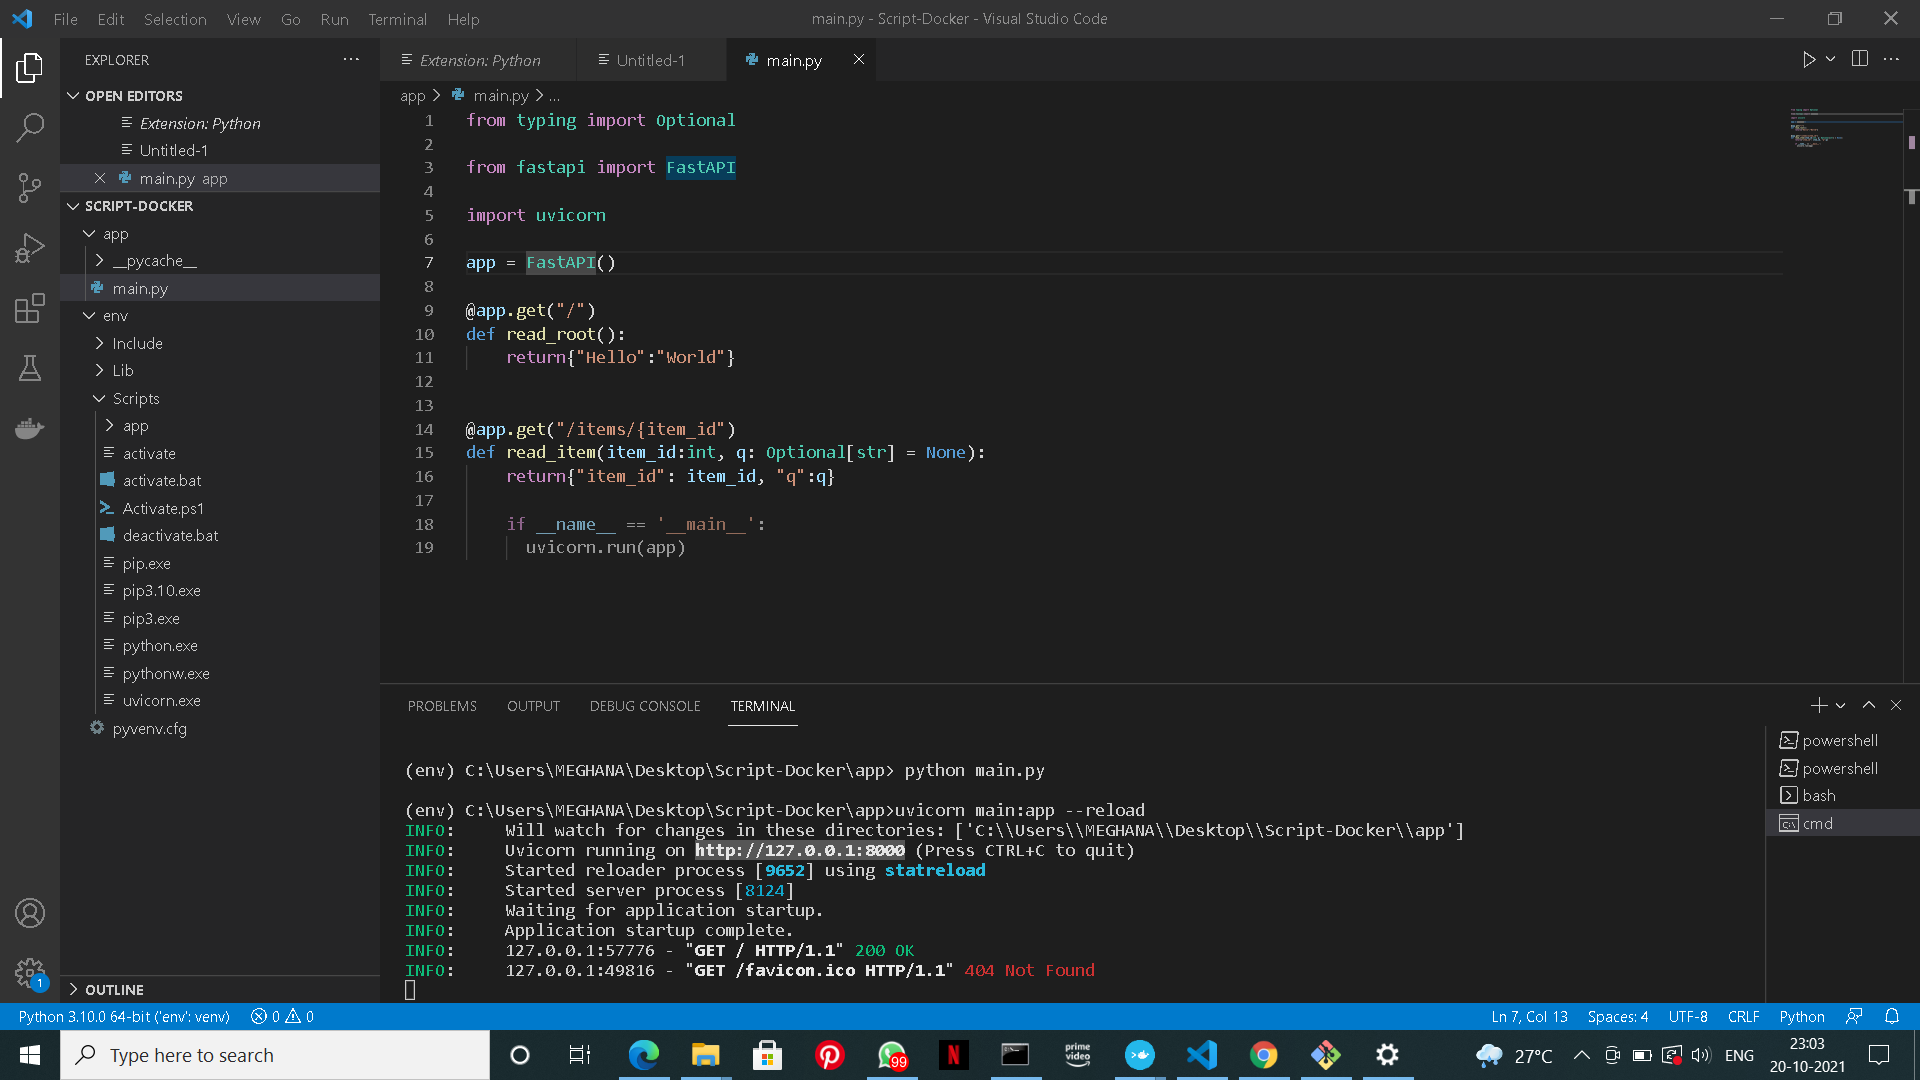 File Edit Selection View Go Run Terminal Help
main.py - Script-Docker - Visual Studio Code
EXPLORER
OPEN EDITORS
Extension: Python
Untitled-1
main.py app
SCRIPT-DOCKER
app
__pycache__
main.py
env
Include
Lib
Scripts
app
activate
activate.bat
Activate.ps1
deactivate.bat
pip.exe
pip3.10.exe
pip3.exe
python.exe
pythonw.exe
uvicorn.exe
pyvenv.cfg
OUTLINE
Extension: Python Untitled-1 main.py
app > main.py > ...
1 from typing import Optional
2
3 from fastapi import FastAPI
4
5 import uvicorn
6
7 app = FastAPI()
8
9 @app.get("/")
10 def read_root():
11 return{"Hello":"World"}
12
13
14 @app.get("/items/{item_id")
15 def read_item(item_id:int, q: Optional[str] = None):
16 return{"item_id": item_id, "q":q}
17
18 if __name__ == '__main__':
19 uvicorn.run(app)
PROBLEMS OUTPUT DEBUG CONSOLE TERMINAL
(env) C:\Users\MEGHANA\Desktop\Script-Docker\app> python main.py
(env) C:\Users\MEGHANA\Desktop\Script-Docker\app>uvicorn main:app --reload
INFO: Will watch for changes in these directories: ['C:\\Users\\MEGHANA\\Desktop\\Script-Docker\\app']
INFO: Uvicorn running on http://127.0.0.1:8000 (Press CTRL+C to quit)
INFO: Started reloader process [9652] using statreload
INFO: Started server process [8124]
INFO: Waiting for application startup.
INFO: Application startup complete.
INFO: 127.0.0.1:57776 - "GET / HTTP/1.1" 200 OK
INFO: 127.0.0.1:49816 - "GET /favicon.ico HTTP/1.1" 404 Not Found
powershell
powershell
bash
cmd
1
Python 3.10.0 64-bit ('env': venv) 0 0
Ln 7, Col 13 Spaces: 4 UTF-8 CRLF Python
Type here to search
99
N
prime video
27°C ENG
23:03
20-10-2021